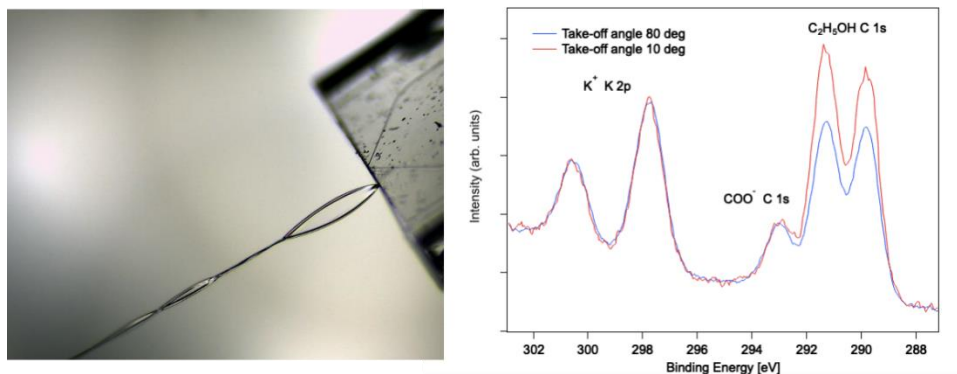 Take-off angle 80 deg
Take-off angle 10 deg
C₂H₅OH C 1s
K⁺ K 2p
COO⁻ C 1s
Intensity (arb. units)
302 300 298 296 294 292 290 288
Binding Energy [eV]